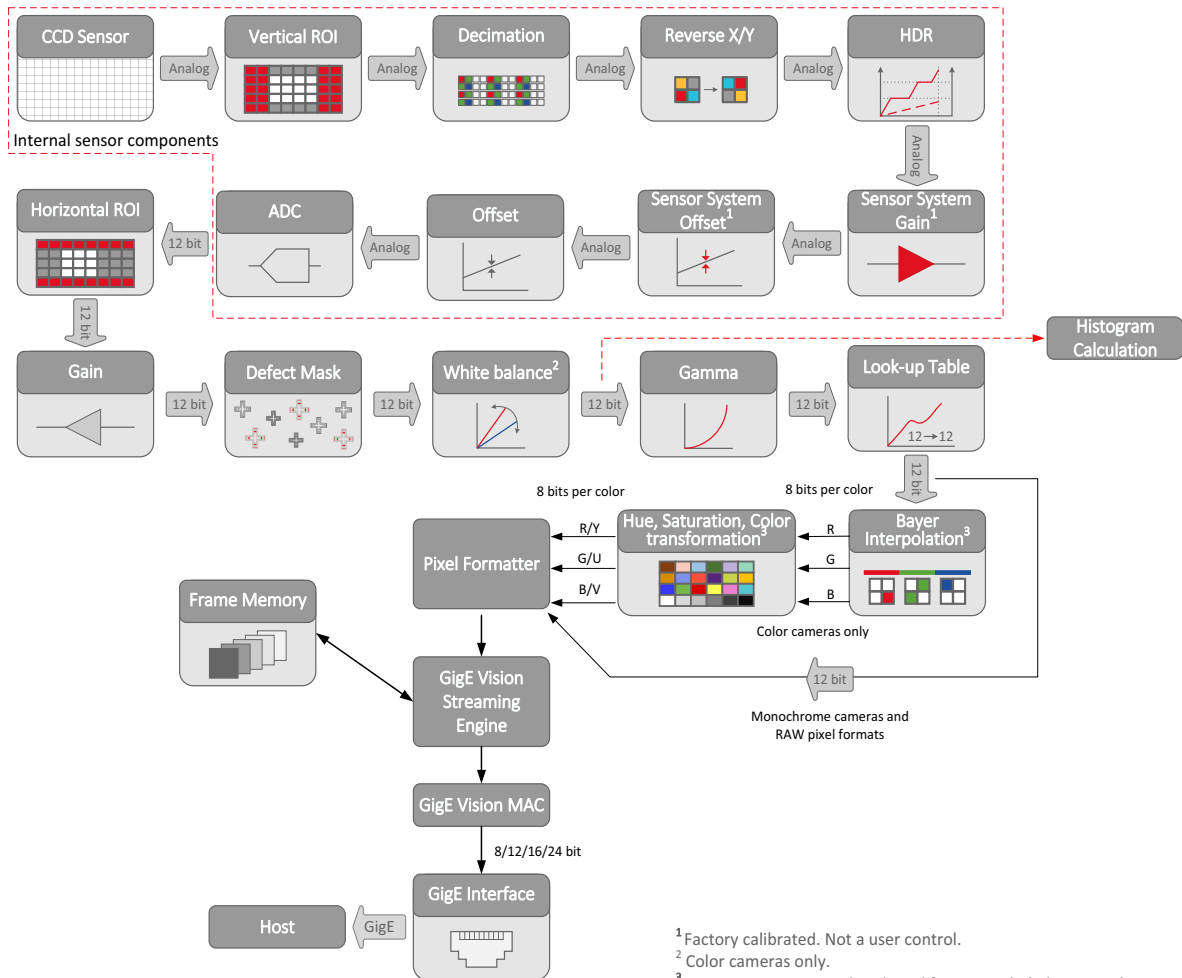 CCD Sensor
Analog
Vertical ROI
Analog
Decimation
Analog
Reverse X/Y
Analog
HDR
Internal sensor components
Analog
Horizontal ROI
12 bit
ADC
Analog
Offset
Analog
Sensor System
Offset1
Analog
Sensor System
Gain1
12 bit
Histogram
Calculation
Gain
12 bit
Defect Mask
12 bit
White balance2
12 bit
Gamma
12 bit
Look-up Table
12→12
12 bit
8 bits per color
8 bits per color
Pixel Formatter
R/Y
G/U
B/V
Hue, Saturation, Color
transformation3
R
G
B
Bayer
Interpolation3
Color cameras only
12 bit
Monochrome cameras and
RAW pixel formats
Frame Memory
GigE Vision
Streaming
Engine
GigE Vision MAC
8/12/16/24 bit
GigE Interface
Host
GigE
1 Factory calibrated. Not a user control.
2 Color cameras only.
3